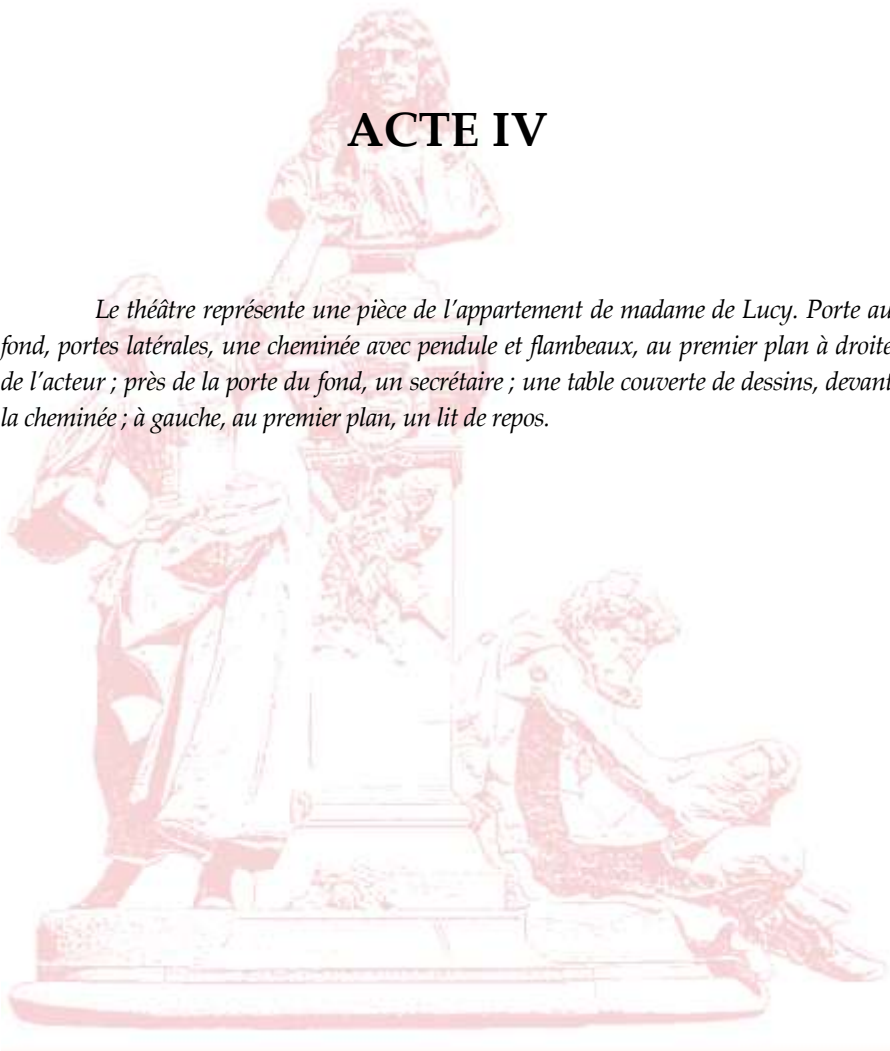 ACTE IV
Le théâtre représente une pièce de l’appartement de madame de Lucy. Porte au
fond, portes latérales, une cheminée avec pendule et flambeaux, au premier plan à droite
de l’acteur ; près de la porte du fond, un secrétaire ; une table couverte de dessins, devant
la cheminée ; à gauche, au premier plan, un lit de repos.